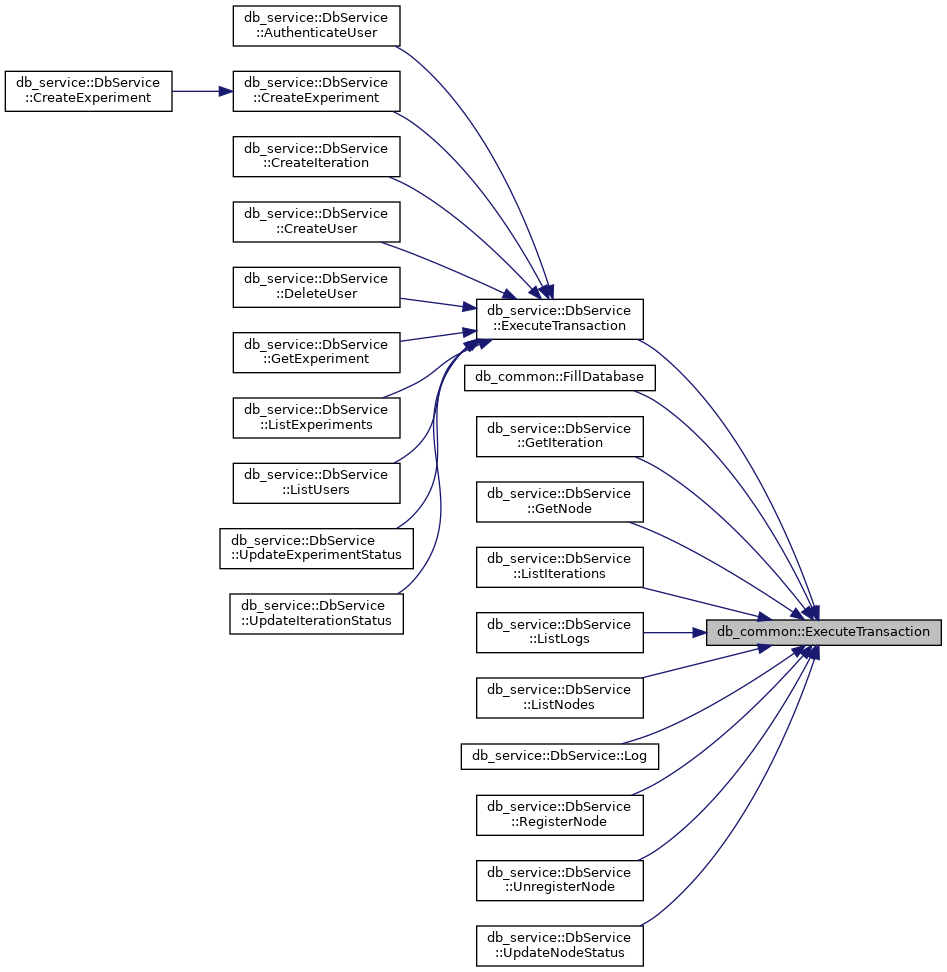 db_service::DbService
::AuthenticateUser
db_service::DbService
::CreateExperiment
db_service::DbService
::CreateExperiment
db_service::DbService
::CreateIteration
db_service::DbService
::CreateUser
db_service::DbService
::DeleteUser
db_service::DbService
::GetExperiment
db_service::DbService
::ListExperiments
db_service::DbService
::ListUsers
db_service::DbService
::UpdateExperimentStatus
db_service::DbService
::UpdateIterationStatus
db_service::DbService
::ExecuteTransaction
db_common::FillDatabase
db_service::DbService
::GetIteration
db_service::DbService
::GetNode
db_service::DbService
::ListIterations
db_service::DbService
::ListLogs
db_service::DbService
::ListNodes
db_service::DbService::Log
db_service::DbService
::RegisterNode
db_service::DbService
::UnregisterNode
db_service::DbService
::UpdateNodeStatus
db_common::ExecuteTransaction